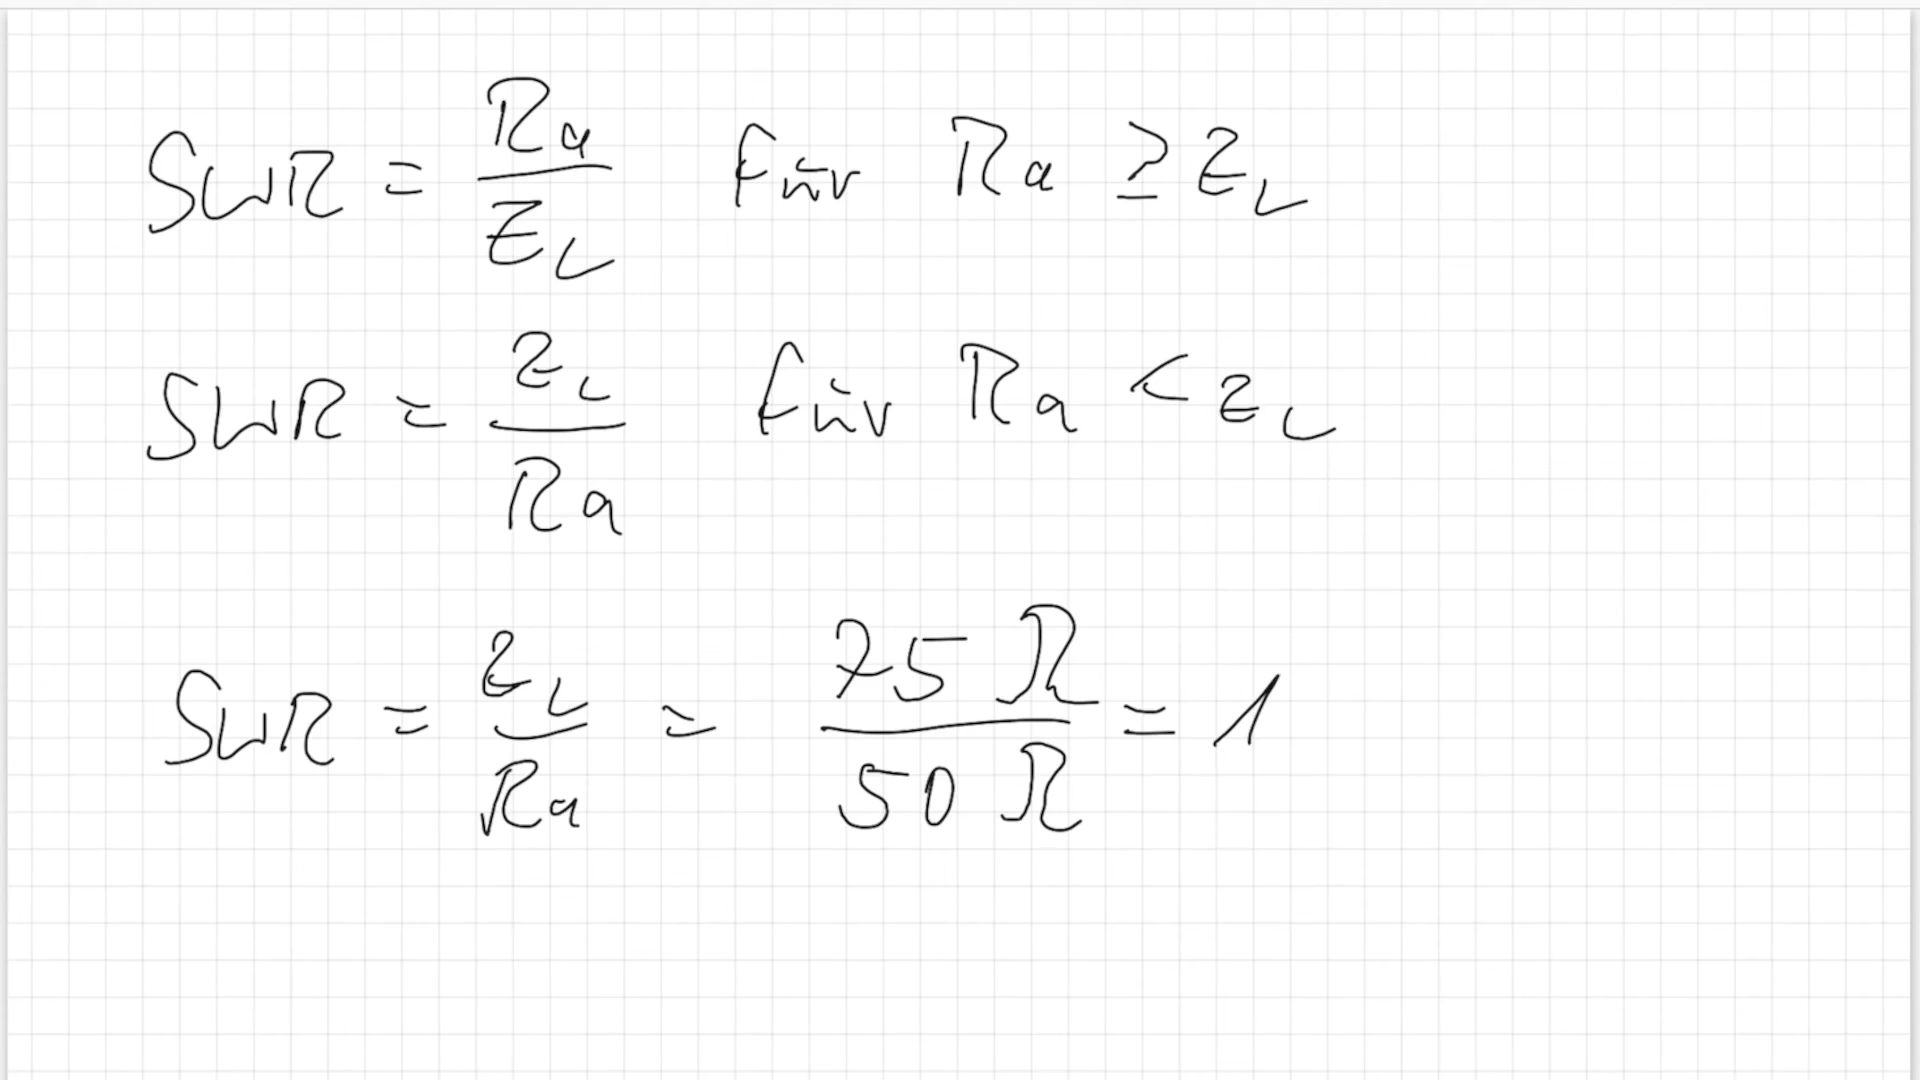 SWR = Ra / ZL für Ra ≥ ZL
SWR = ZL / Ra für Ra < ZL
SWR = ZL / Ra = 75 Ω / 50 Ω = 1